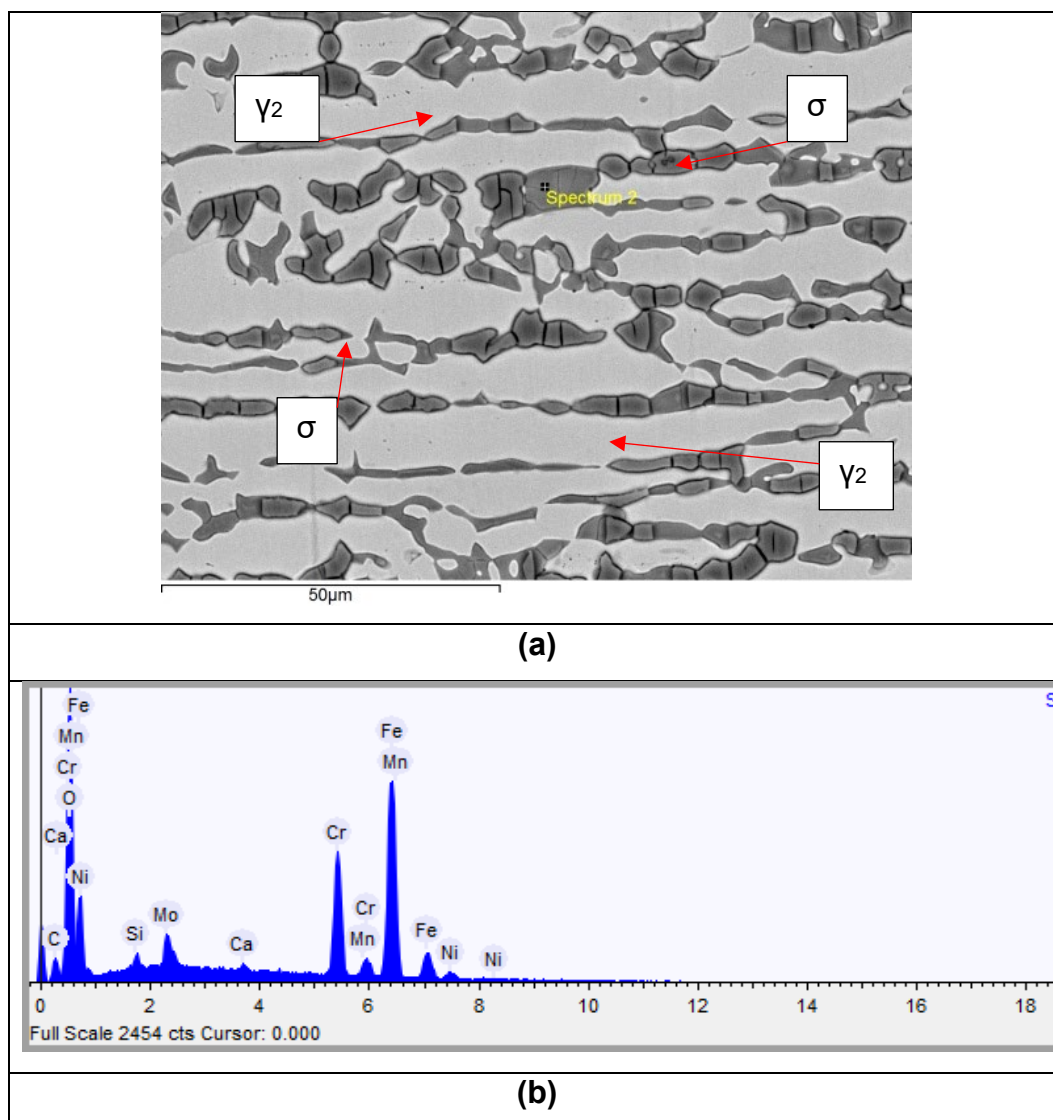 γ2
σ
Spectrum 2
σ
γ2
50µm
(a)
S
Fe
Fe
Mn
Mn
Cr
O
Cr
Ca
Ni
Cr
Mo
Fe
C
Si
Ca
Mn
Ni
Ni
0 2 4 6 8 10 12 14 16 18
Full Scale 2454 cts Cursor: 0.000
(b)